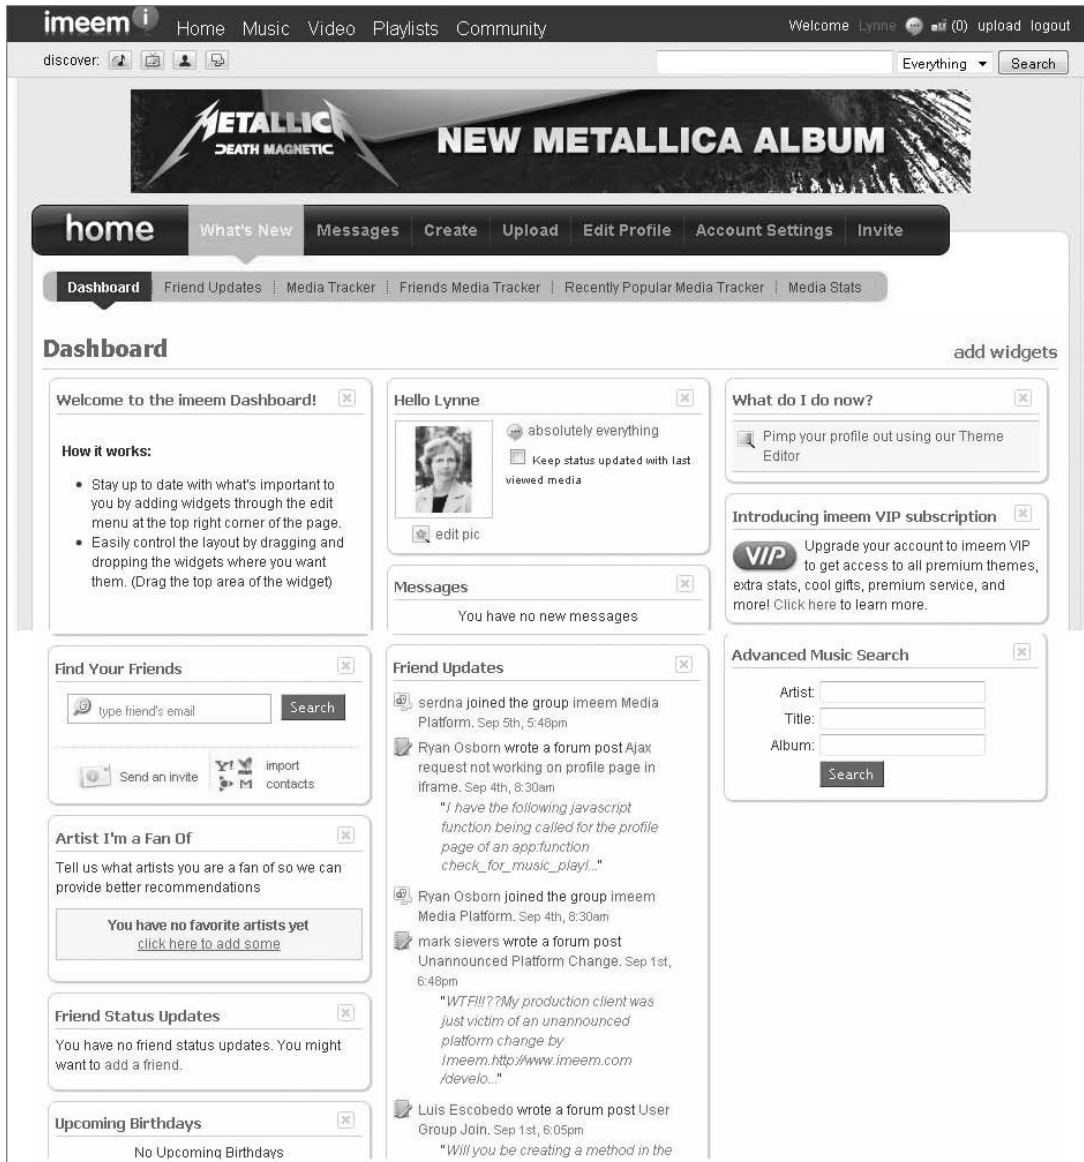 imeem i Home Music Video Playlists Community
Welcome Lynne (0) upload logout
discover: Everything Search
METALLICA
DEATH MAGNETIC
NEW METALLICA ALBUM
home What's New Messages Create Upload Edit Profile Account Settings Invite
Dashboard Friend Updates Media Tracker Friends Media Tracker Recently Popular Media Tracker Media Stats
Dashboard
add widgets
Welcome to the imeem Dashboard!
How it works:
• Stay up to date with what's important to
you by adding widgets through the edit
menu at the top right corner of the page.
• Easily control the layout by dragging and
dropping the widgets where you want
them. (Drag the top area of the widget)
Find Your Friends
type friend's email Search
Send an invite
import
contacts
Artist I'm a Fan Of
Tell us what artists you are a fan of so we can
provide better recommendations
You have no favorite artists yet
click here to add some
Friend Status Updates
You have no friend status updates. You might
want to add a friend.
Upcoming Birthdays
No Upcoming Birthdays
Hello Lynne
absolutely everything
Keep status updated with last
viewed media
edit pic
Messages
You have no new messages
Friend Updates
serdna joined the group imeem Media
Platform. Sep 5th, 5:48pm
Ryan Osborn wrote a forum post Ajax
request not working on profile page in
iframe. Sep 4th, 8:30am
"I have the following javascript
function being called for the profile
page of an app:function
check_for_music_playl..."
Ryan Osborn joined the group imeem
Media Platform. Sep 4th, 8:30am
mark sievers wrote a forum post
Unannounced Platform Change. Sep 1st,
6:48pm
"WTF!!!??My production client was
just victim of an unannounced
platform change by
Imeem.http://www.imeem.com
/develo..."
Luis Escobedo wrote a forum post User
Group Join. Sep 1st, 6:05pm
"Will you be creating a method in the
What do I do now?
Pimp your profile out using our Theme
Editor
Introducing imeem VIP subscription
VIP
Upgrade your account to imeem VIP
to get access to all premium themes,
extra stats, cool gifts, premium service, and
more! Click here to learn more.
Advanced Music Search
Artist:
Title:
Album:
Search